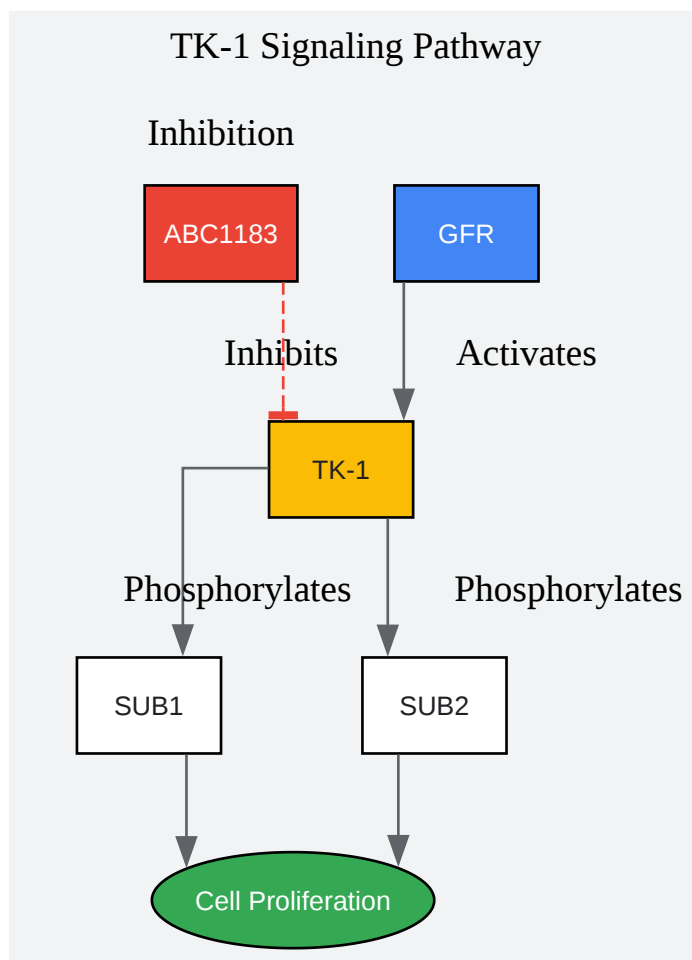 TK-1 Signaling Pathway
Inhibition
ABC1183
GFR
Inhibits
Activates
TK-1
Phosphorylates
Phosphorylates
SUB1
SUB2
Cell Proliferation